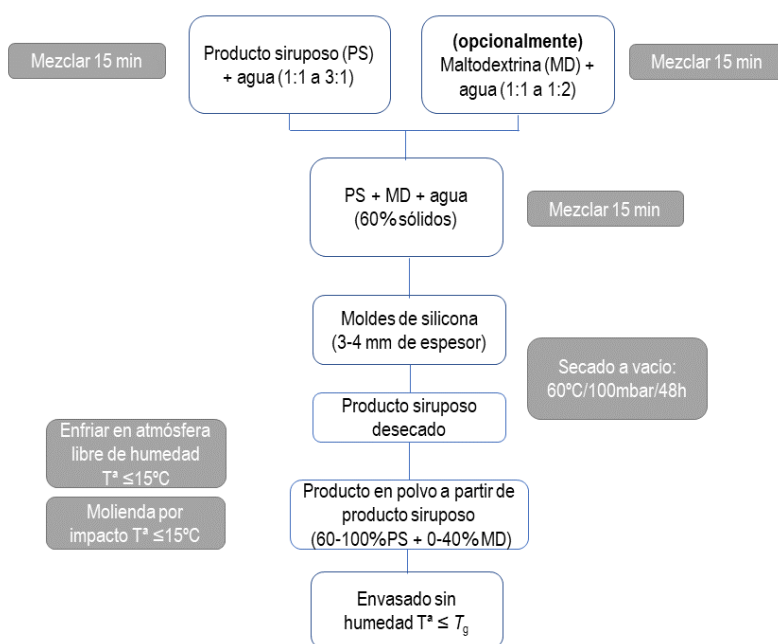 Mezclar 15 min
Producto siruposo (PS)
+ agua (1:1 a 3:1)
(opcionalmente)
Maltodextrina (MD) +
agua (1:1 a 1:2)
Mezclar 15 min
PS + MD + agua
(60% sólidos)
Mezclar 15 min
Moldes de silicona
(3-4 mm de espesor)
Secado a vacío:
60ºC/100mbar/48h
Producto siruposo
desecado
Enfriar en atmósfera
libre de humedad
Tª ≤15ºC
Molienda por
impacto Tª ≤15ºC
Producto en polvo a partir de
producto siruposo
(60-100%PS + 0-40%MD)
Envasado sin
humedad Tª ≤ Tg